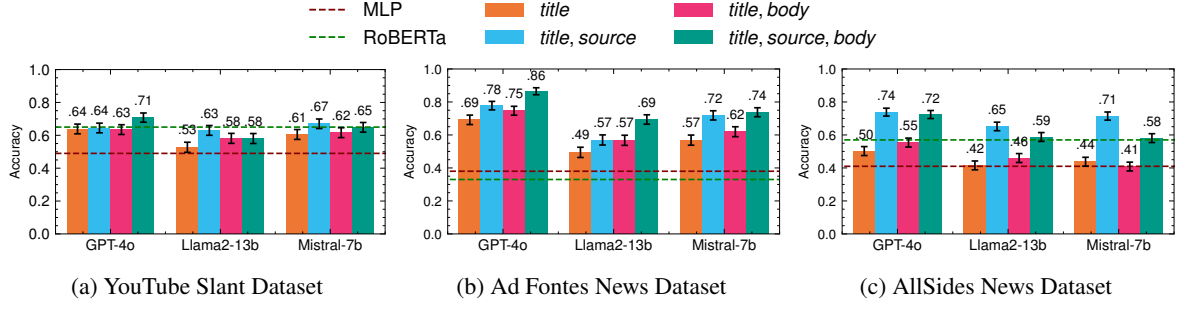 MLP title title, body
RoBERTa title, source title, source, body
1.0 0.8 0.6 0.4 0.2 0.0
Accuracy
.64 .64 .63 .71 .53 .63 .58 .58 .61 .67 .62 .65
GPT-4o Llama2-13b Mistral-7b
(a) YouTube Slant Dataset
1.0 0.8 0.6 0.4 0.2 0.0
Accuracy
.69 .78 .75 .86 .49 .57 .57 .69 .57 .72 .62 .74
GPT-4o Llama2-13b Mistral-7b
(b) Ad Fontes News Dataset
1.0 0.8 0.6 0.4 0.2 0.0
Accuracy
.50 .74 .55 .72 .42 .65 .46 .59 .44 .71 .41 .58
GPT-4o Llama2-13b Mistral-7b
(c) AllSides News Dataset